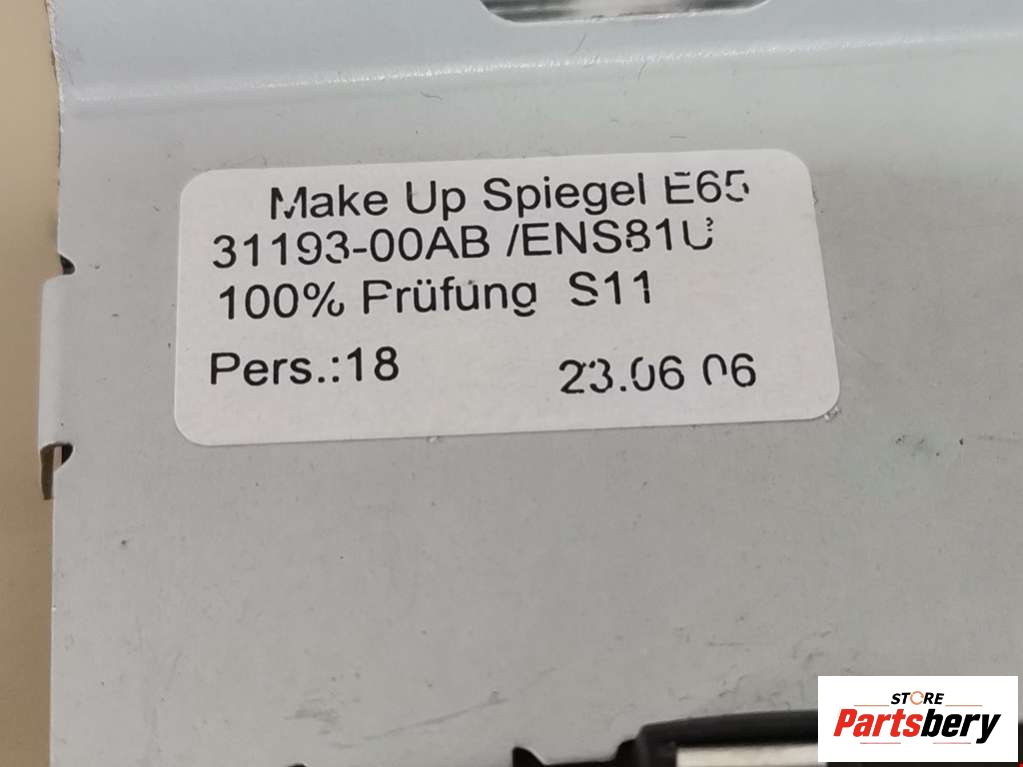 Make Up Spiegel E65
31193-00AB /ENS81U
100% Prüfung S11
Pers.:18 23.06 06
STORE
Partsbery